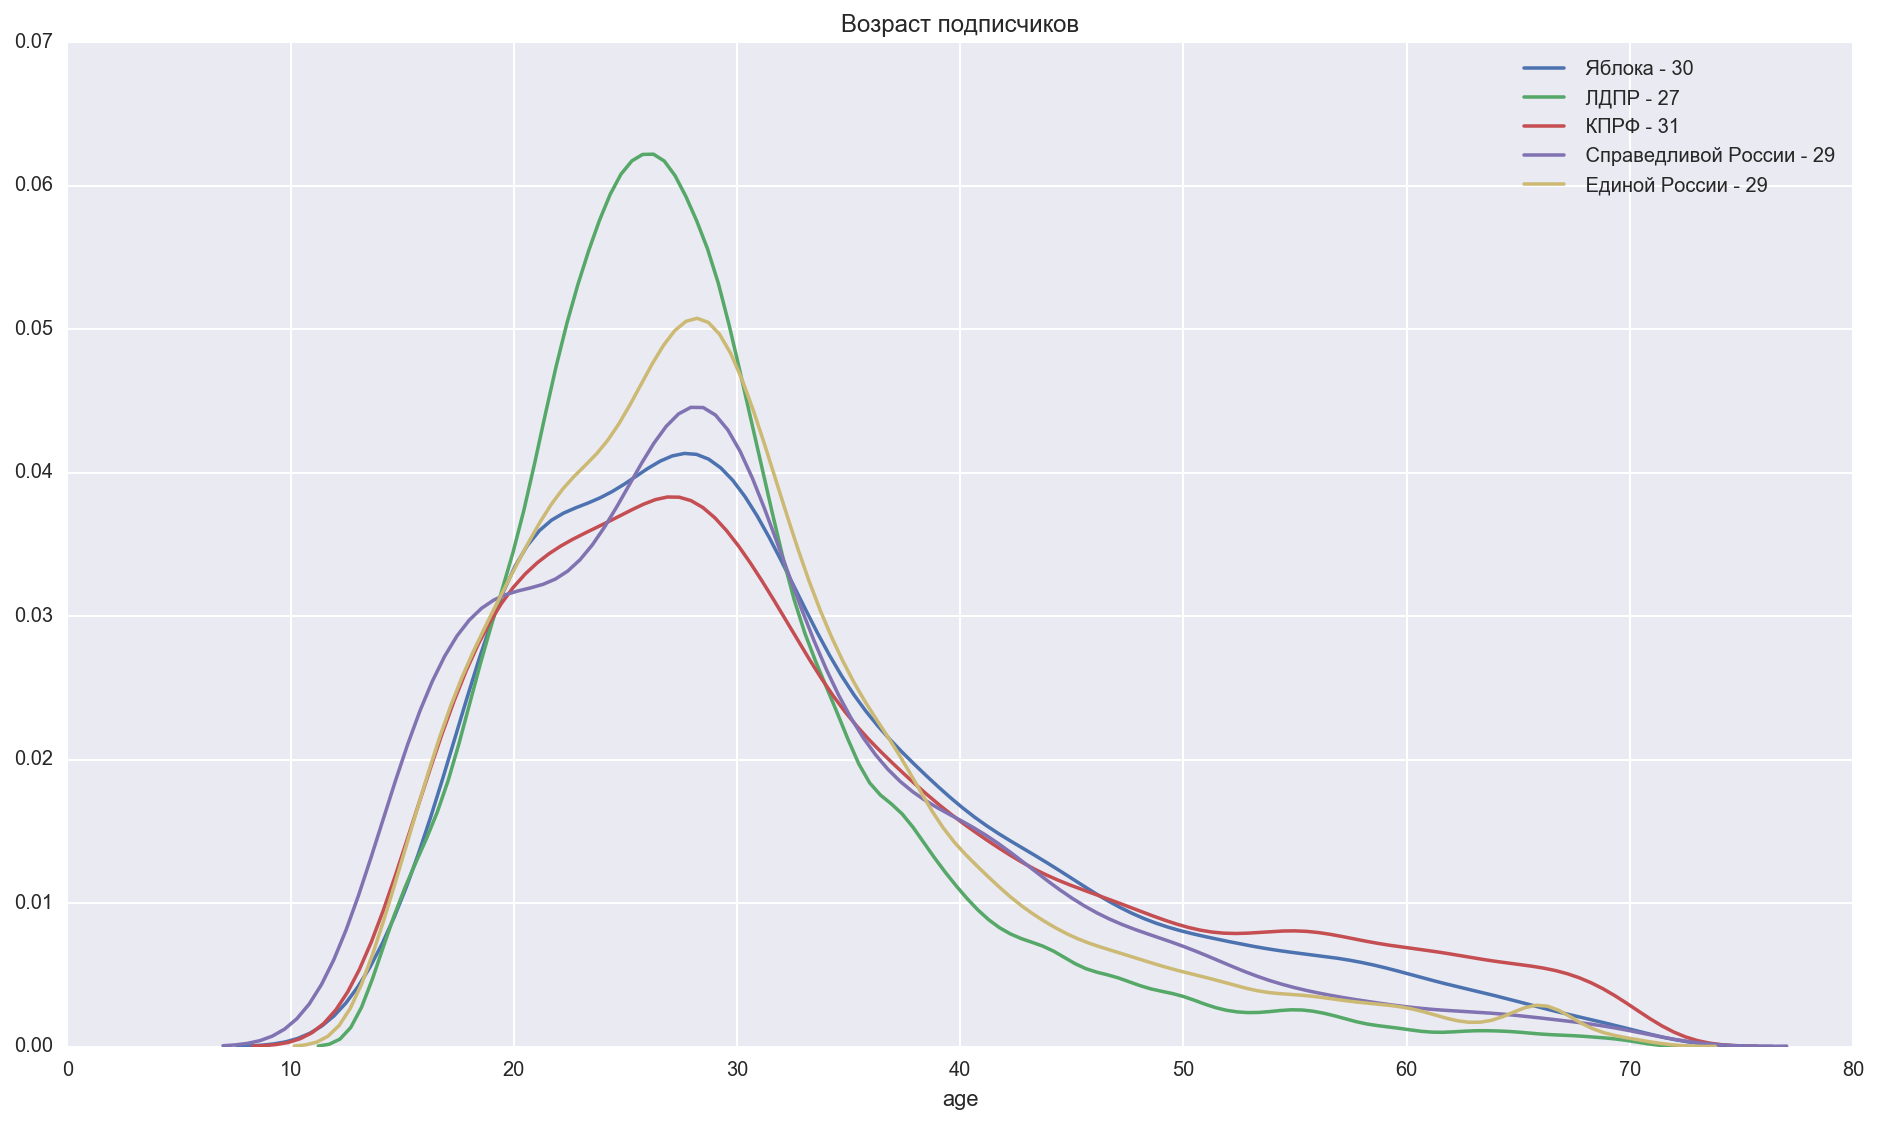 Возраст подписчиков
0.07
0.06
0.05
0.04
0.03
0.02
0.01
0.00
Яблока - 30
ЛДПР - 27
КПРФ - 31
Справедливой России - 29
Единой России - 29
0 10 20 30 40 50 60 70 80
age